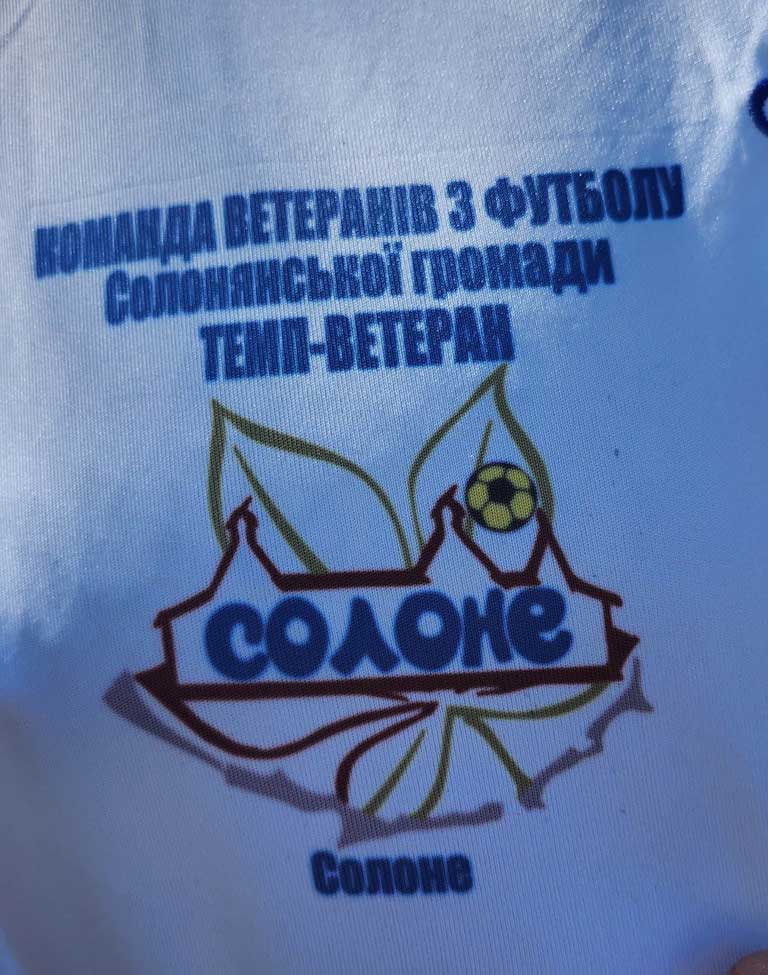 КОМАНДА ВЕТЕРАНІВ З ФУТБОЛУ
Солонянської громади
ТЕМП-ВЕТЕРАН
СОЛОНЕ
Солоне